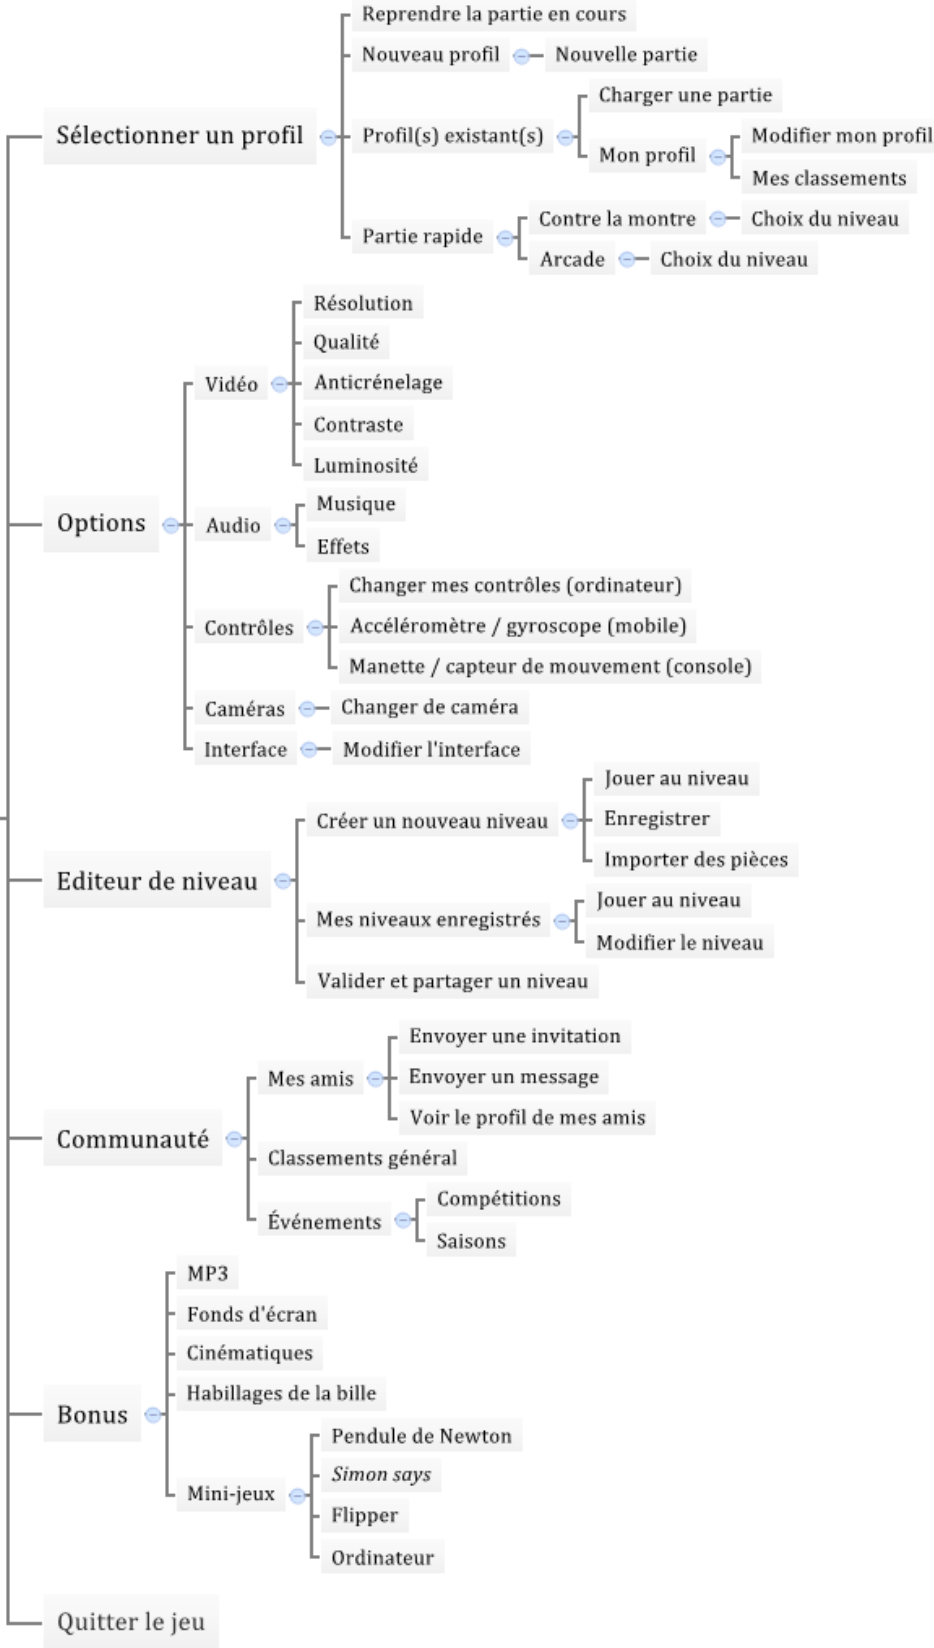 Sélectionner un profil
Reprendre la partie en cours
Nouveau profil
Nouvelle partie
Profil(s) existant(s)
Charger une partie
Mon profil
Modifier mon profil
Mes classements
Partie rapide
Contre la montre
Choix du niveau
Arcade
Choix du niveau
Options
Vidéo
Résolution
Qualité
Anticrénelage
Contraste
Luminosité
Audio
Musique
Effets
Contrôles
Changer mes contrôles (ordinateur)
Accéléromètre / gyroscope (mobile)
Manette / capteur de mouvement (console)
Caméras
Changer de caméra
Interface
Modifier l'interface
Editeur de niveau
Créer un nouveau niveau
Jouer au niveau
Enregistrer
Importer des pièces
Mes niveaux enregistrés
Jouer au niveau
Modifier le niveau
Valider et partager un niveau
Communauté
Mes amis
Envoyer une invitation
Envoyer un message
Voir le profil de mes amis
Classements général
Événements
Compétitions
Saisons
Bonus
MP3
Fonds d'écran
Cinématiques
Habillages de la bille
Mini-jeux
Pendule de Newton
Simon says
Flipper
Ordinateur
Quitter le jeu